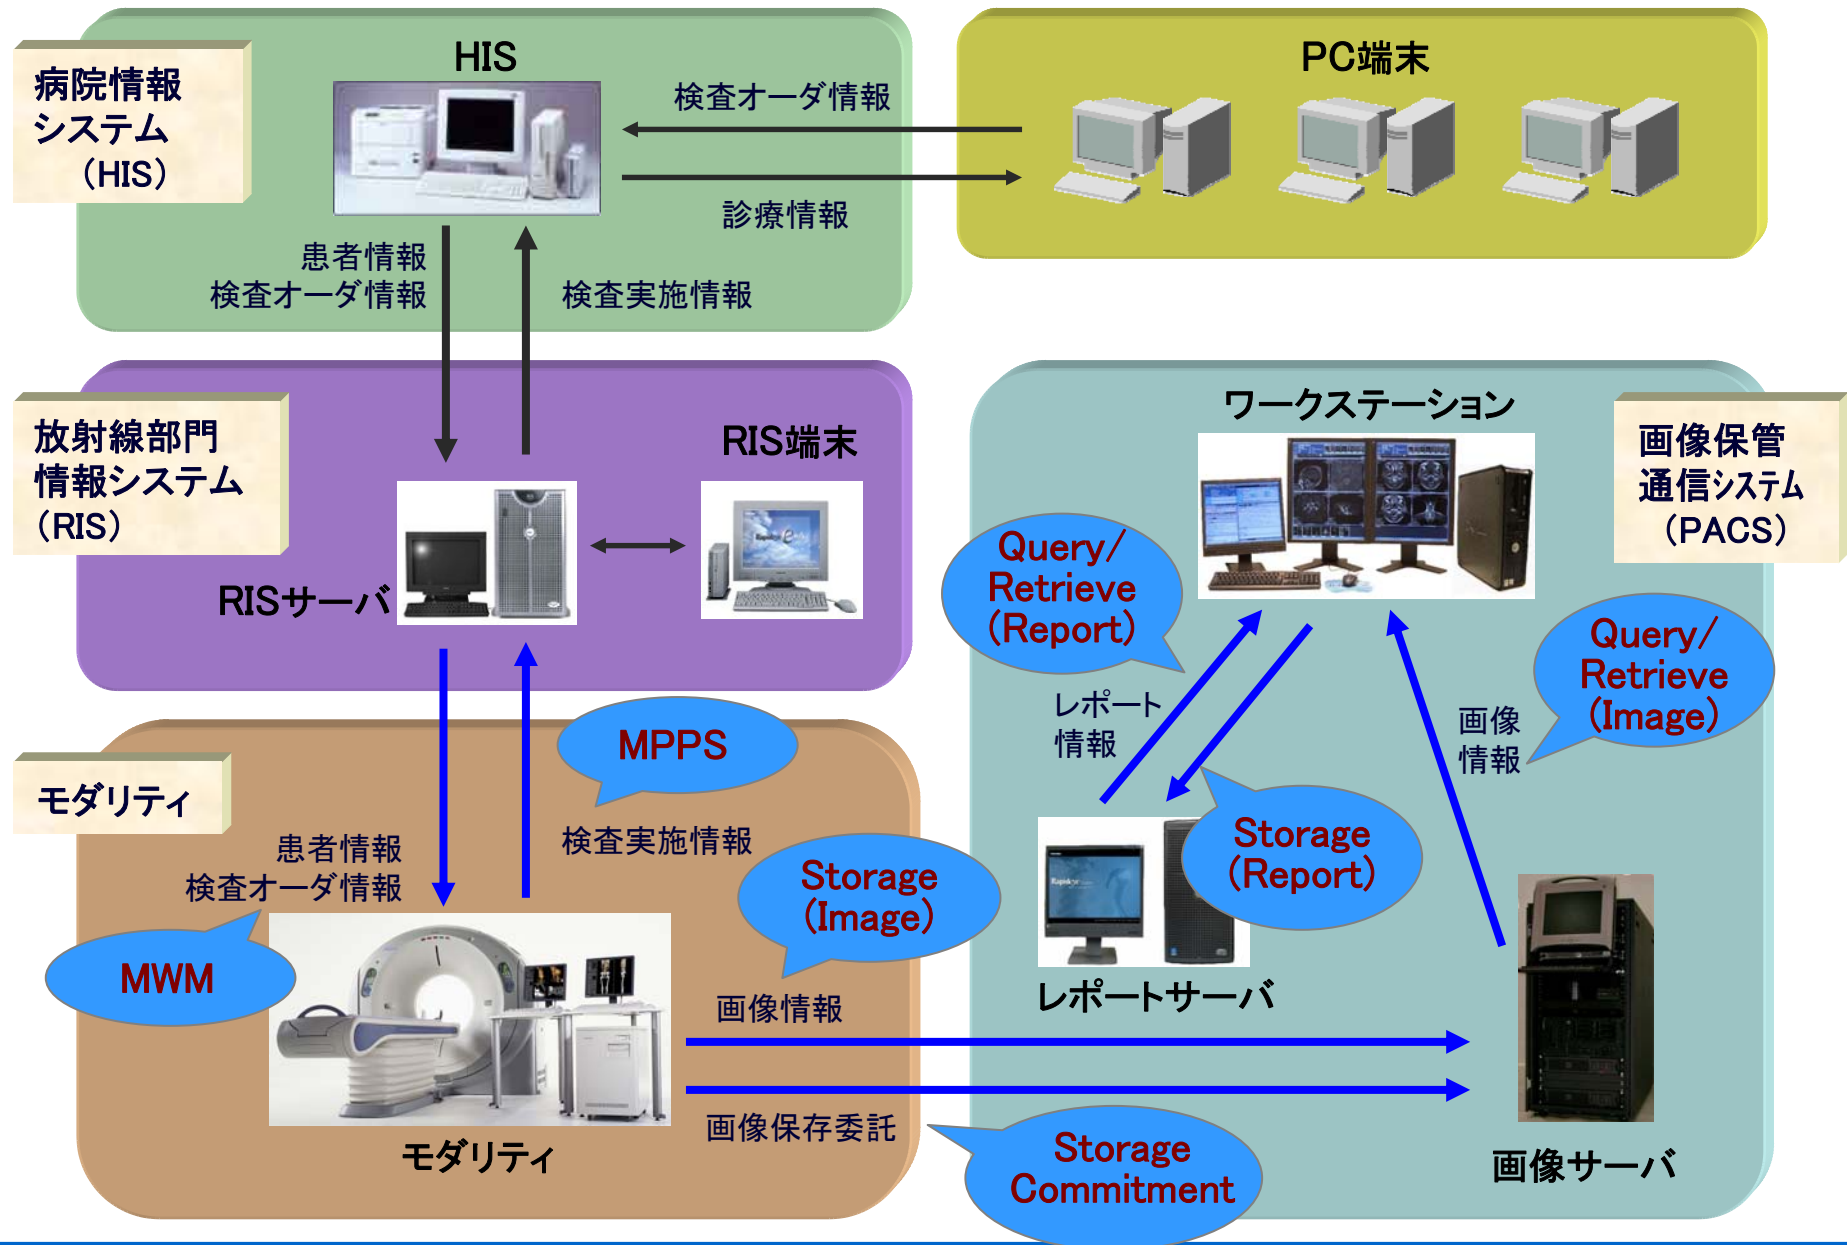 病院情報
システム
（HIS）
HIS
検査オーダ情報
診療情報
PC端末
患者情報
検査オーダ情報
検査実施情報
放射線部門
情報システム
（RIS）
RIS端末
RISサーバ
ワークステーション
画像保管
通信システム
（PACS）
Query/
Retrieve
(Report)
レポート
情報
Query/
Retrieve
(Image)
画像
情報
モダリティ
MPPS
検査実施情報
患者情報
検査オーダ情報
MWM
Storage
(Image)
画像情報
画像保存委託
モダリティ
Storage
(Report)
レポートサーバ
Storage
Commitment
画像サーバ